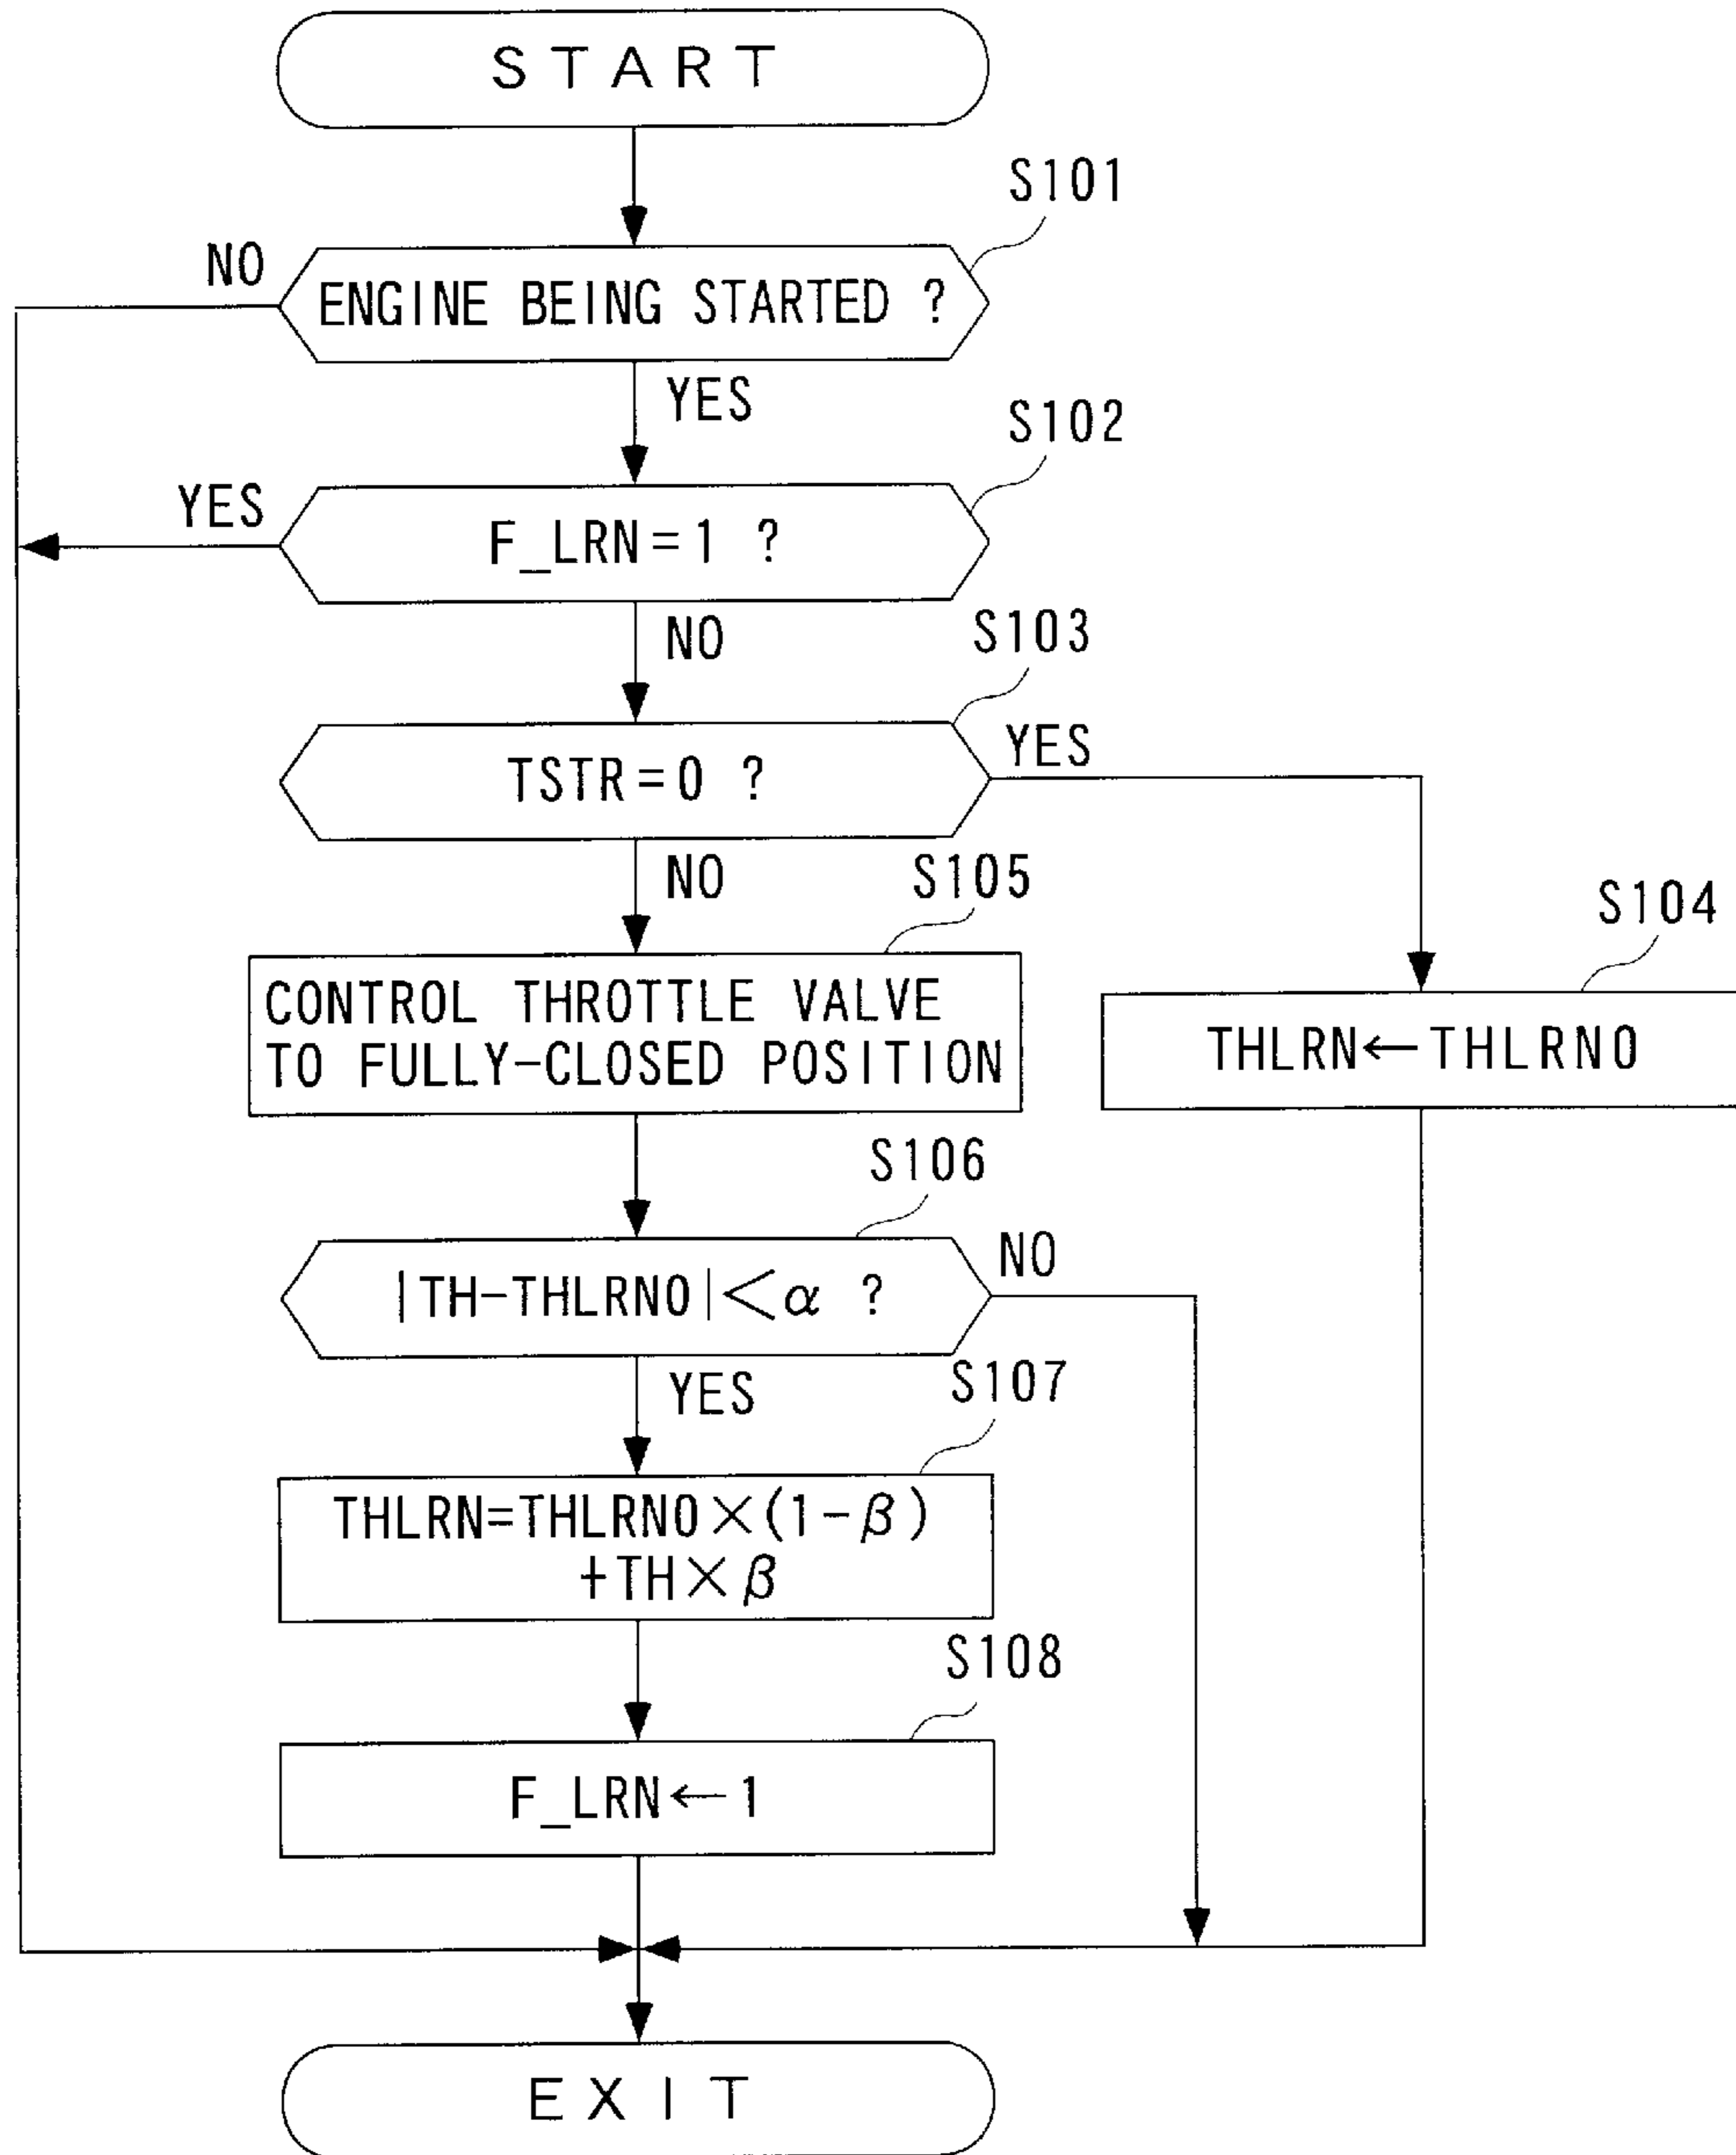 START
S101
NO
ENGINE BEING STARTED ?
YES
S102
YES
F_LRN=1 ?
NO
S103
TSTR=0 ?
YES
NO
S105
S104
CONTROL THROTTLE VALVE
TO FULLY-CLOSED POSITION
THLRN←THLRN0
S106
|TH-THLRN0|<α ?
NO
YES
S107
THLRN=THLRN0×(1-β)
+TH×β
S108
F_LRN←1
EXIT